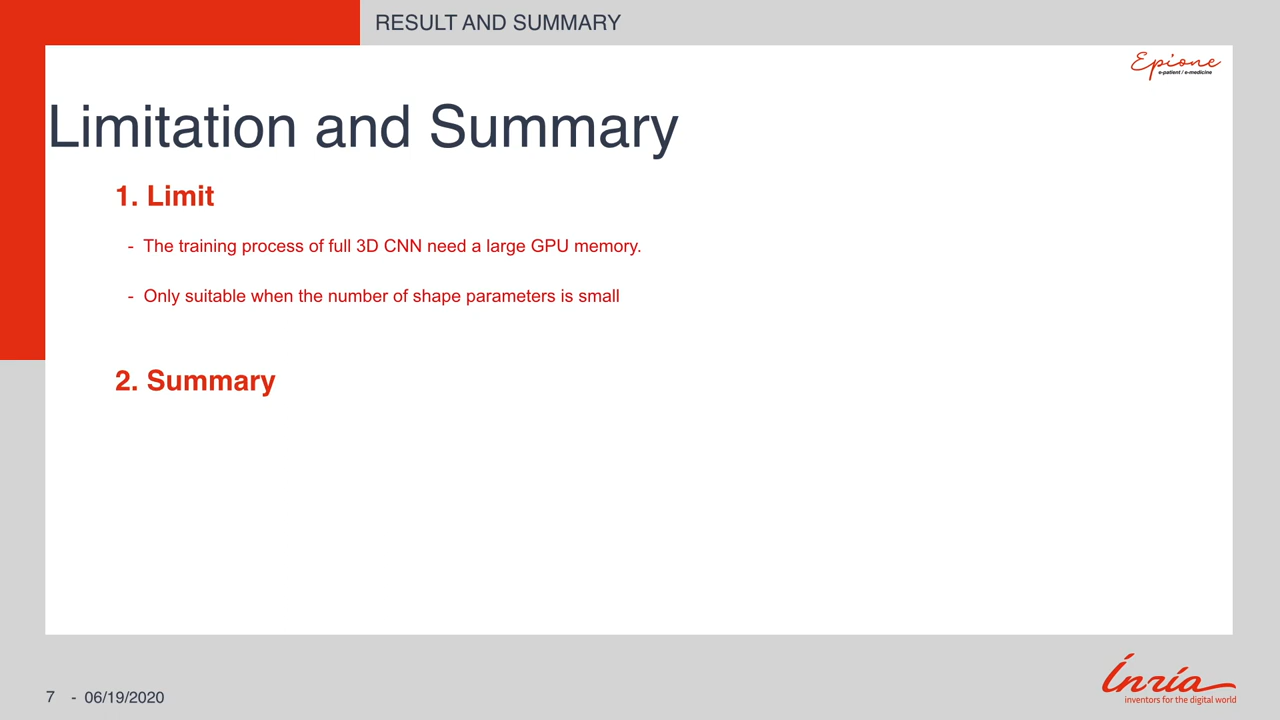 RESULT AND SUMMARY
Epione
e-patient / e-medicine
Limitation and Summary
1. Limit
- The training process of full 3D CNN need a large GPU memory.
- Only suitable when the number of shape parameters is small
2. Summary
7 - 06/19/2020
Inria
inventors for the digital world